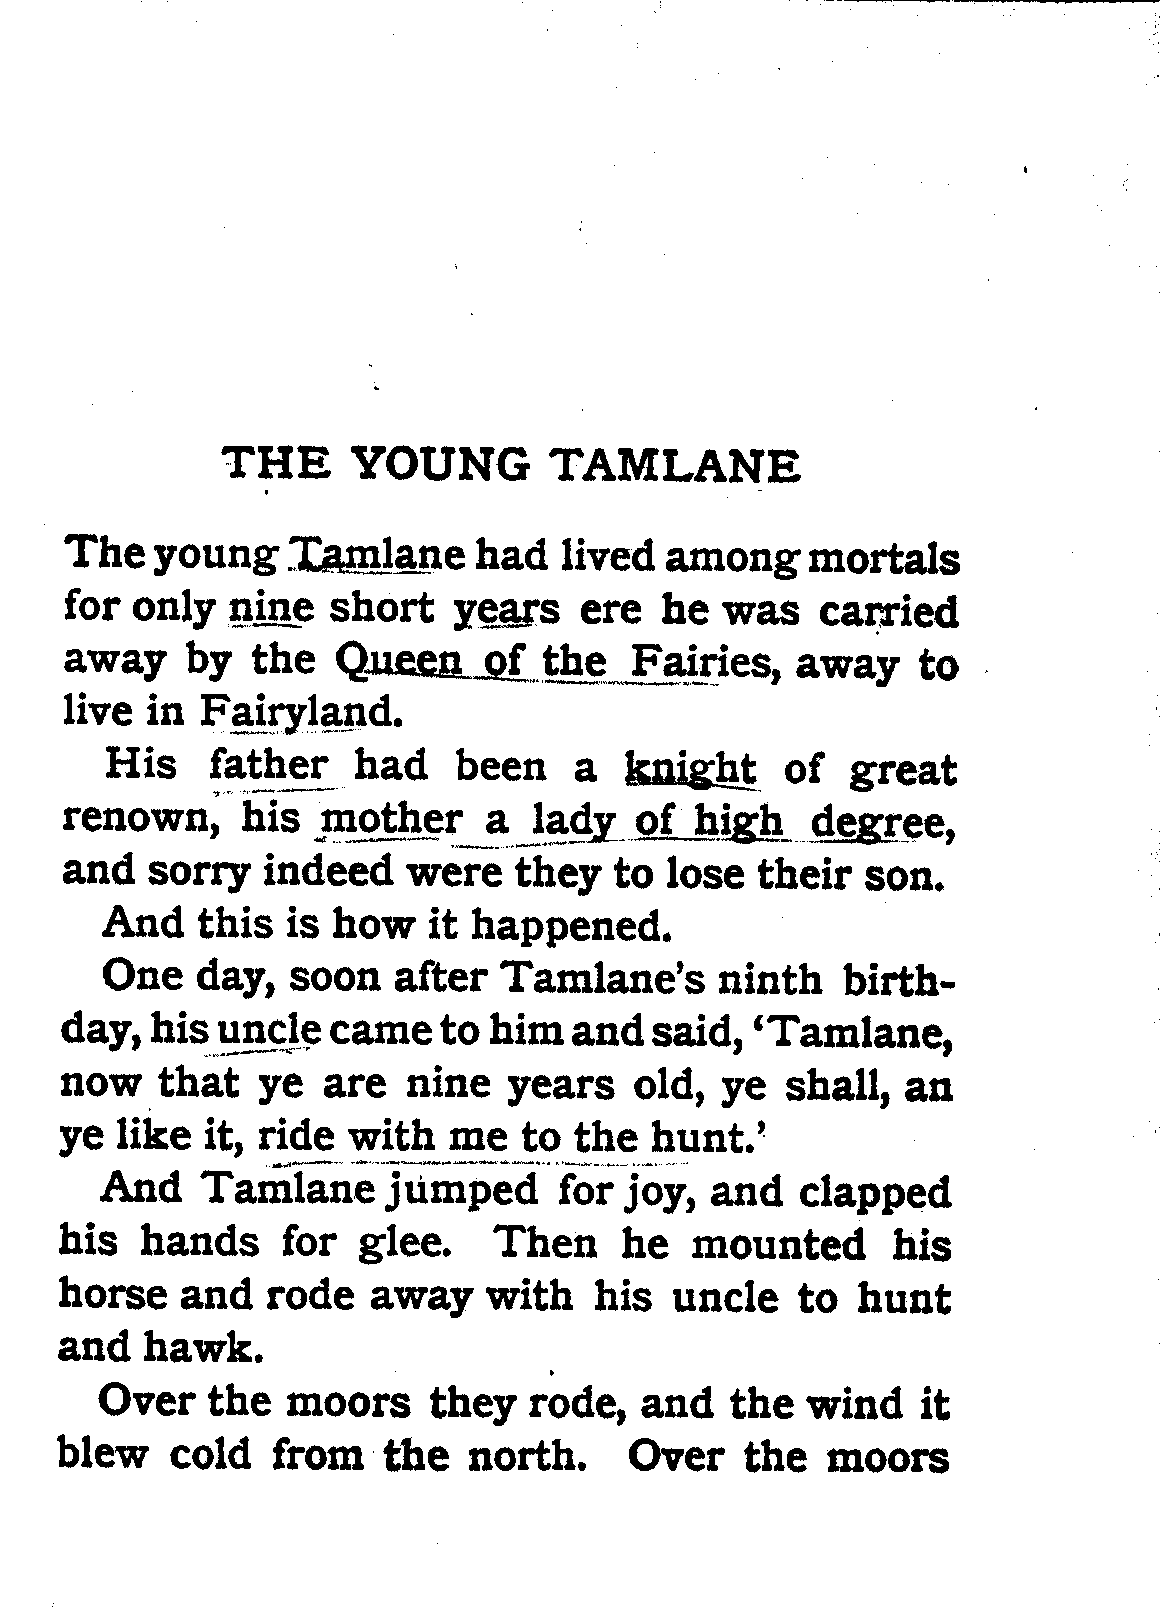 THE YOUNG TAMLANE
The young Tamlane had lived among mortals
for only nine short years ere he was carried
away by the Queen of the Fairies, away to
live in Fairyland.
His father had been a knight of great
renown, his mother a lady of high degree,
and sorry indeed were they to lose their son.
And this is how it happened.
One day, soon after Tamlane's ninth birth-
day, his uncle came to him and said, ‘Tamlane,
now that ye are nine years old, ye shall, an
ye like it, ride with me to the hunt.’
And Tamlane jumped for joy, and clapped
his hands for glee. Then he mounted his
horse and rode away with his uncle to hunt
and hawk.
Over the moors they rode, and the wind it
blew cold from the north. Over the moors